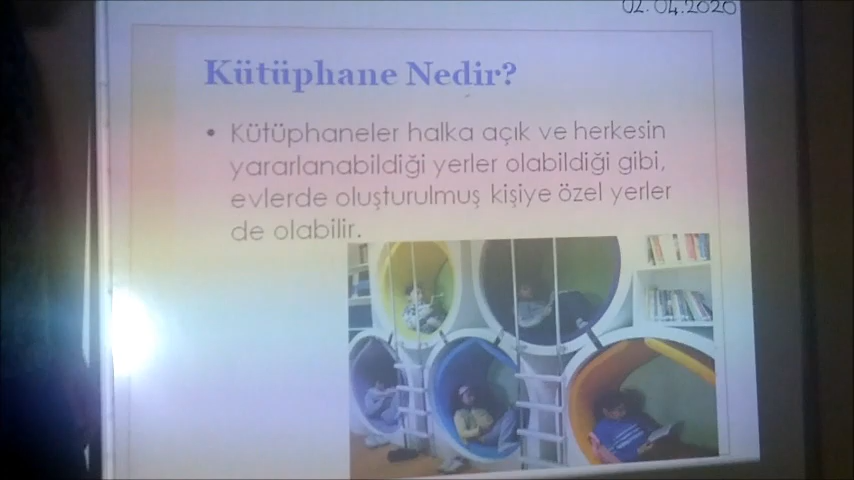 02.04.2020
Kütüphane Nedir?
• Kütüphaneler halka açık ve herkesin
yararlanabildiği yerler olabildiği gibi,
evlerde oluşturulmuş kişiye özel yerler
de olabilir.